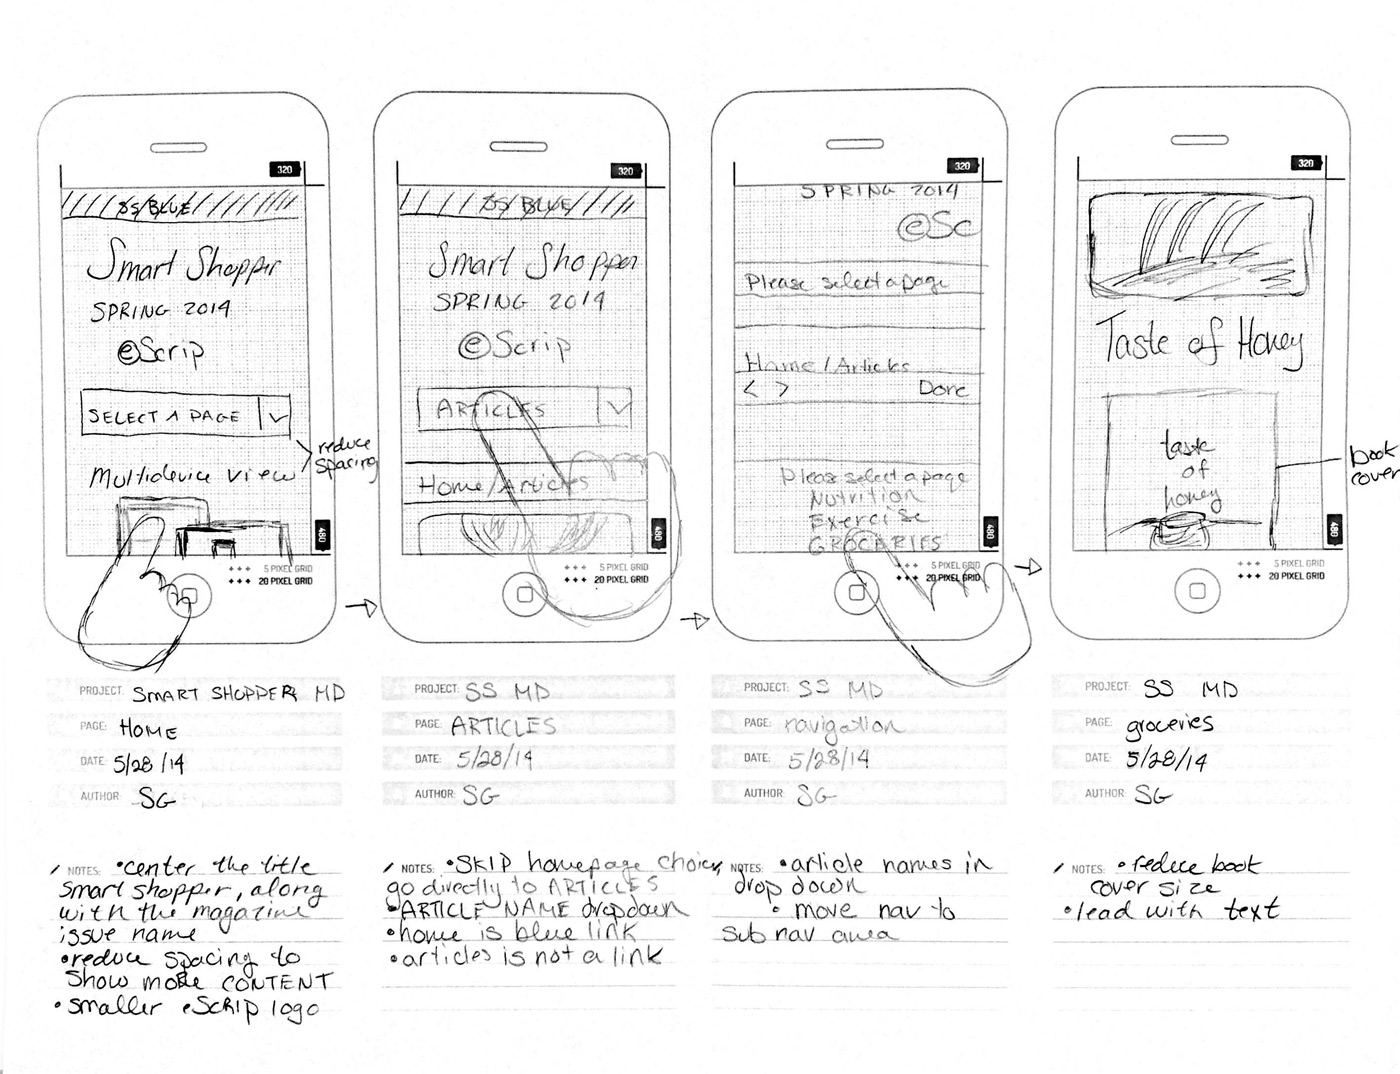 320
SS/BLUE
Smart Shopper
SPRING 2014
eScrip
SELECT A PAGE
reduce
spacing
Multidevice view
480
5 PIXEL GRID
20 PIXEL GRID
PROJECT: SMART SHOPPER MD
PAGE: HOME
DATE: 5/28/14
AUTHOR: SG
NOTES: •center the title
smart shopper, along
with the magazine
issue name
•reduce spacing to
show more CONTENT
•smaller eScrip logo
320
SS/BLUE
Smart Shopper
SPRING 2014
eScrip
ARTICLES
Home/Articles
480
5 PIXEL GRID
20 PIXEL GRID
PROJECT: SS MD
PAGE: ARTICLES
DATE: 5/28/14
AUTHOR: SG
NOTES: •SKIP homepage choice,
go directly to ARTICLES
•ARTICLE NAME dropdown
•home is blue link
•articles is not a link
320
SPRING 2014
eSc
Please select a page
Home/Articles
< > Done
Please select a page
Nutrition
Exercise
GROCARIES
480
5 PIXEL GRID
20 PIXEL GRID
PROJECT: SS MD
PAGE: navigation
DATE: 5/28/14
AUTHOR: SG
NOTES: •article names in
drop down
•move nav to
sub nav area
320
Taste of Honey
taste
of
honey
book
cover
480
5 PIXEL GRID
20 PIXEL GRID
PROJECT: SS MD
PAGE: groceries
DATE: 5/28/14
AUTHOR: SG
NOTES: •reduce book
cover size
•lead with text